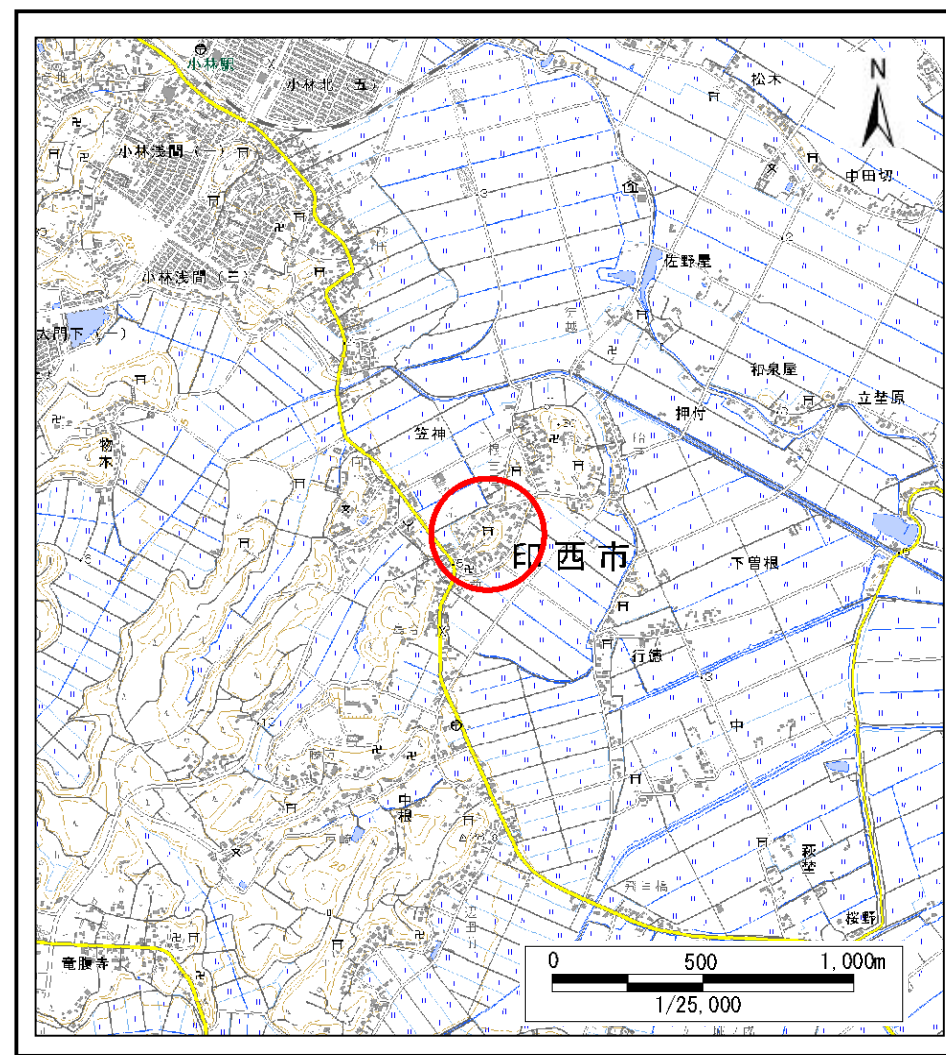 小林駅
小林北（五）
松木
N
小林浅間（一）
中田切
佐野屋
小林浅間（三）
大門下（一）
和泉屋
立埜原
押付
笠神
物木
印西市
下曽根
行徳
中
中根
萩埜
桜野
竜腹寺
0 500 1,000m
1/25,000